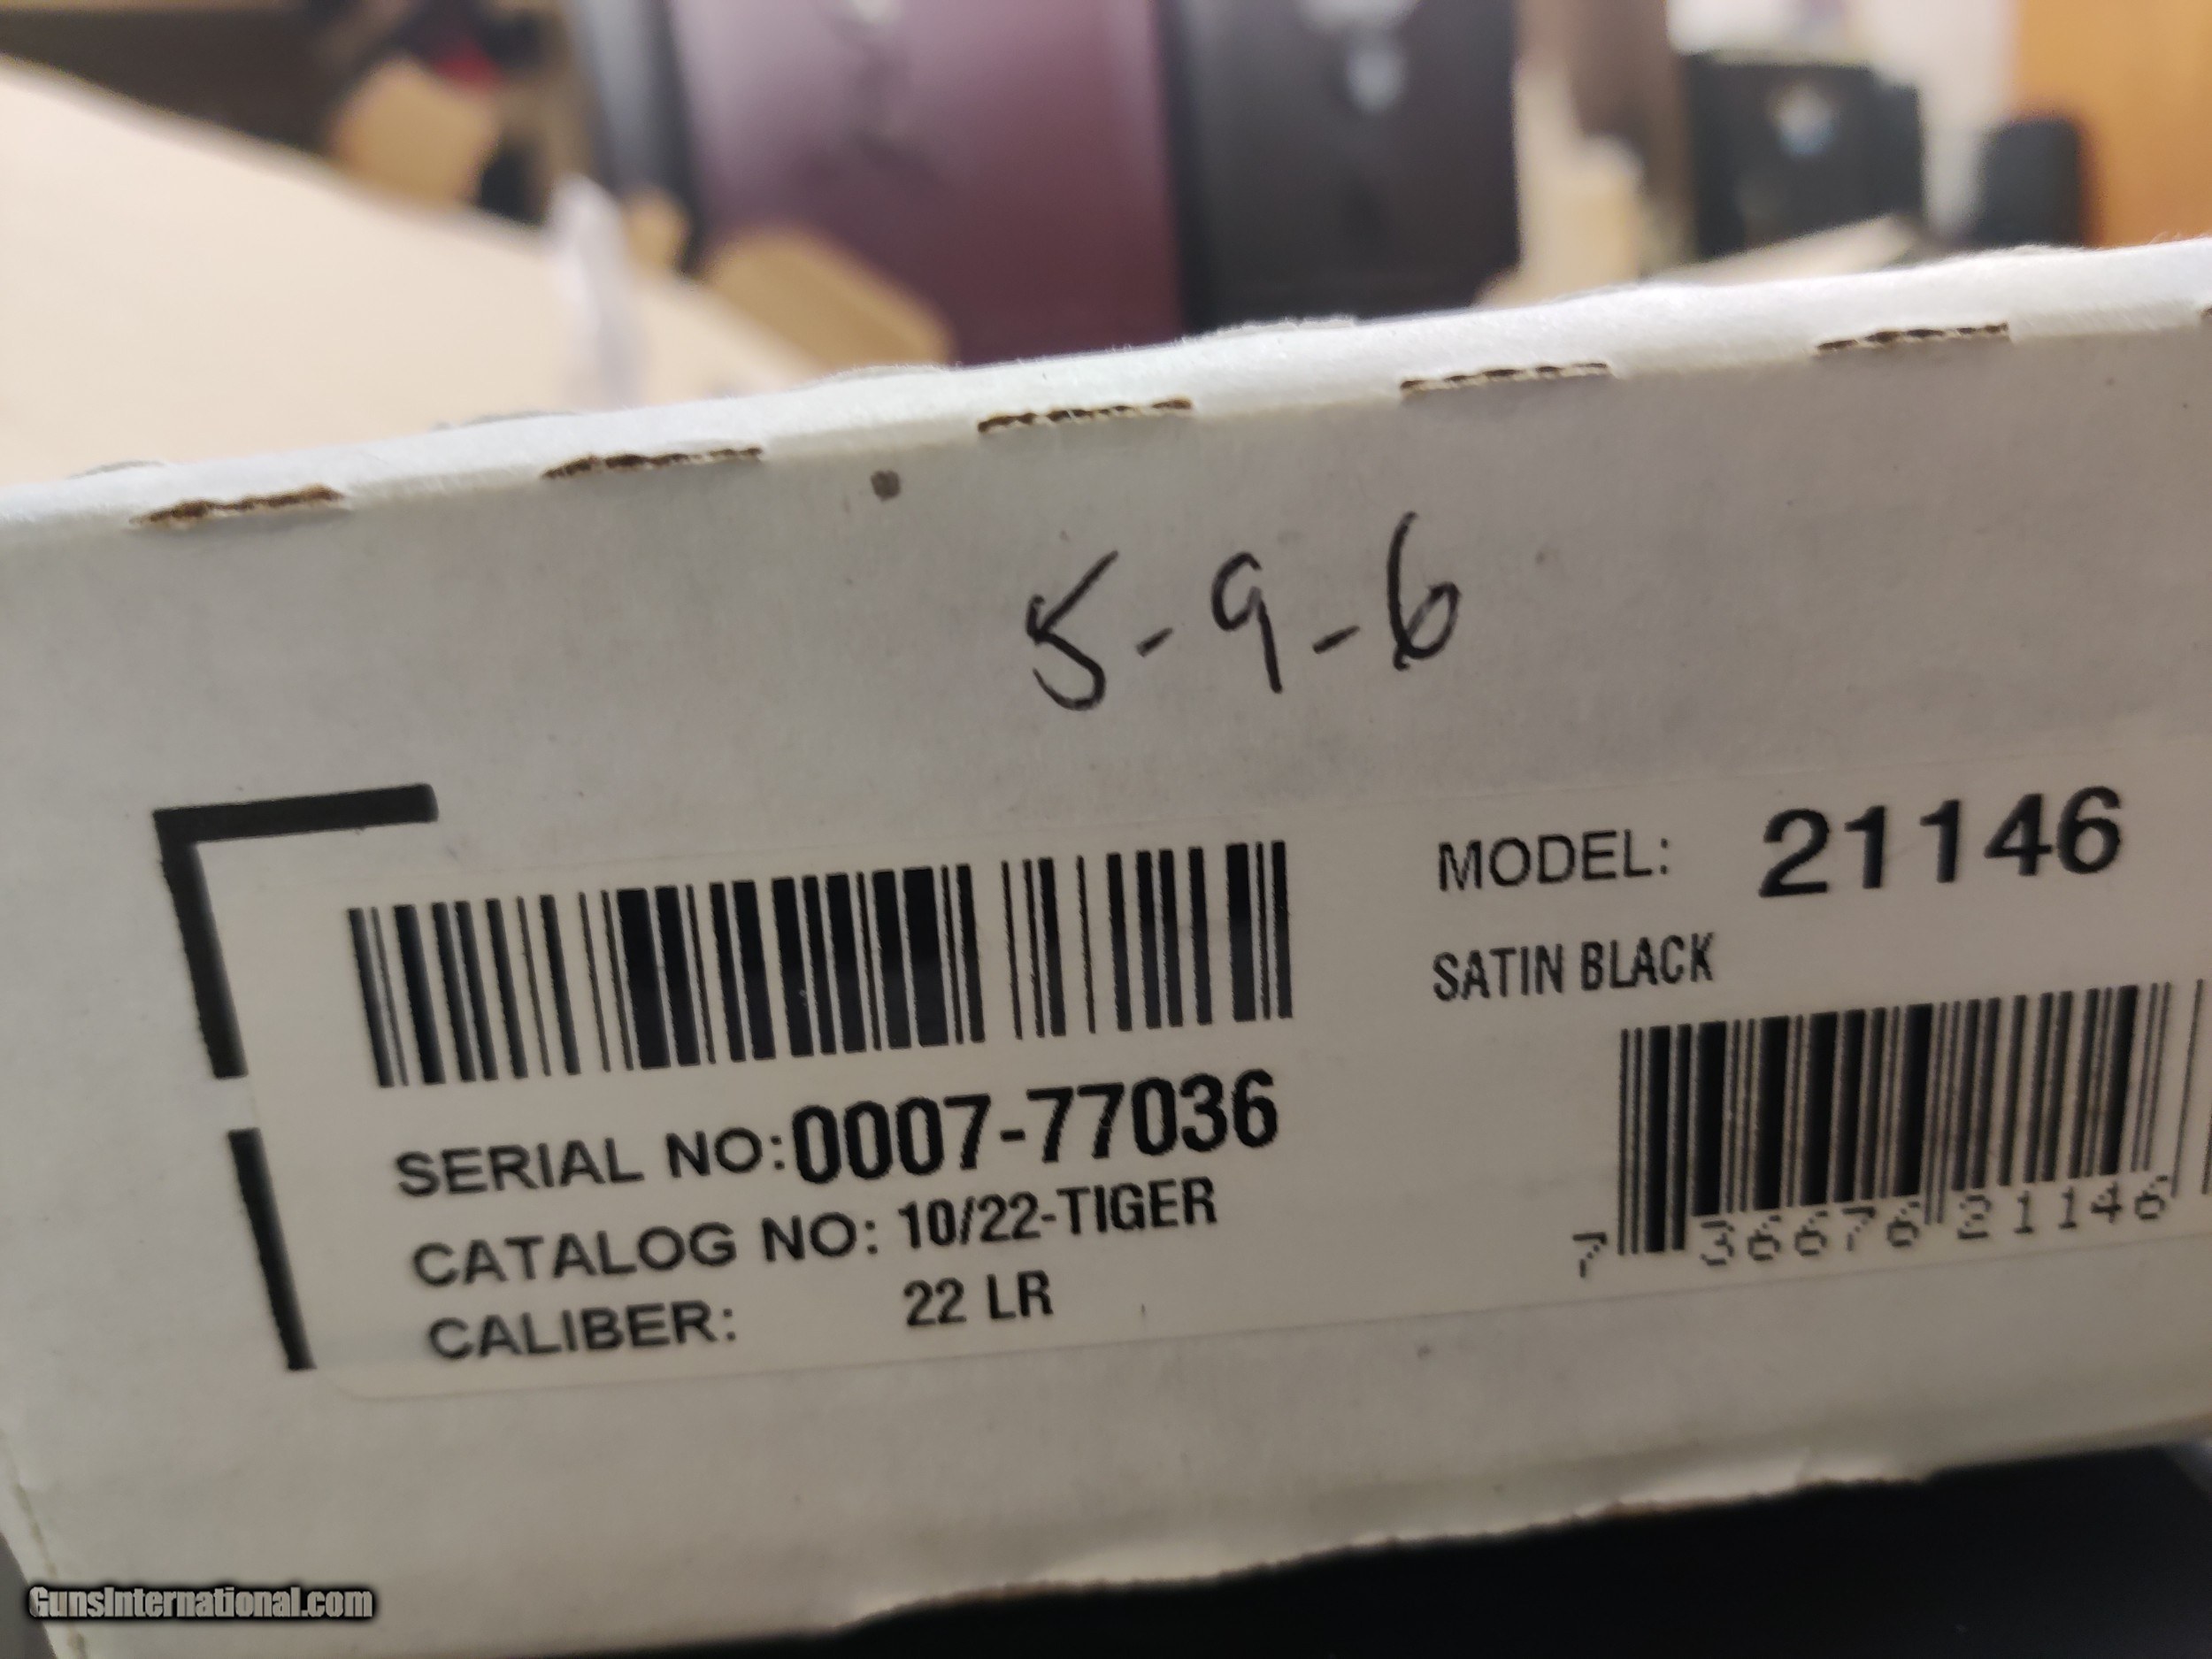 5-9-6
MODEL: 21146
SATIN BLACK
SERIAL NO:0007-77036
CATALOG NO: 10/22-TIGER
CALIBER: 22 LR
7 36676 21146
GunsInternational.com